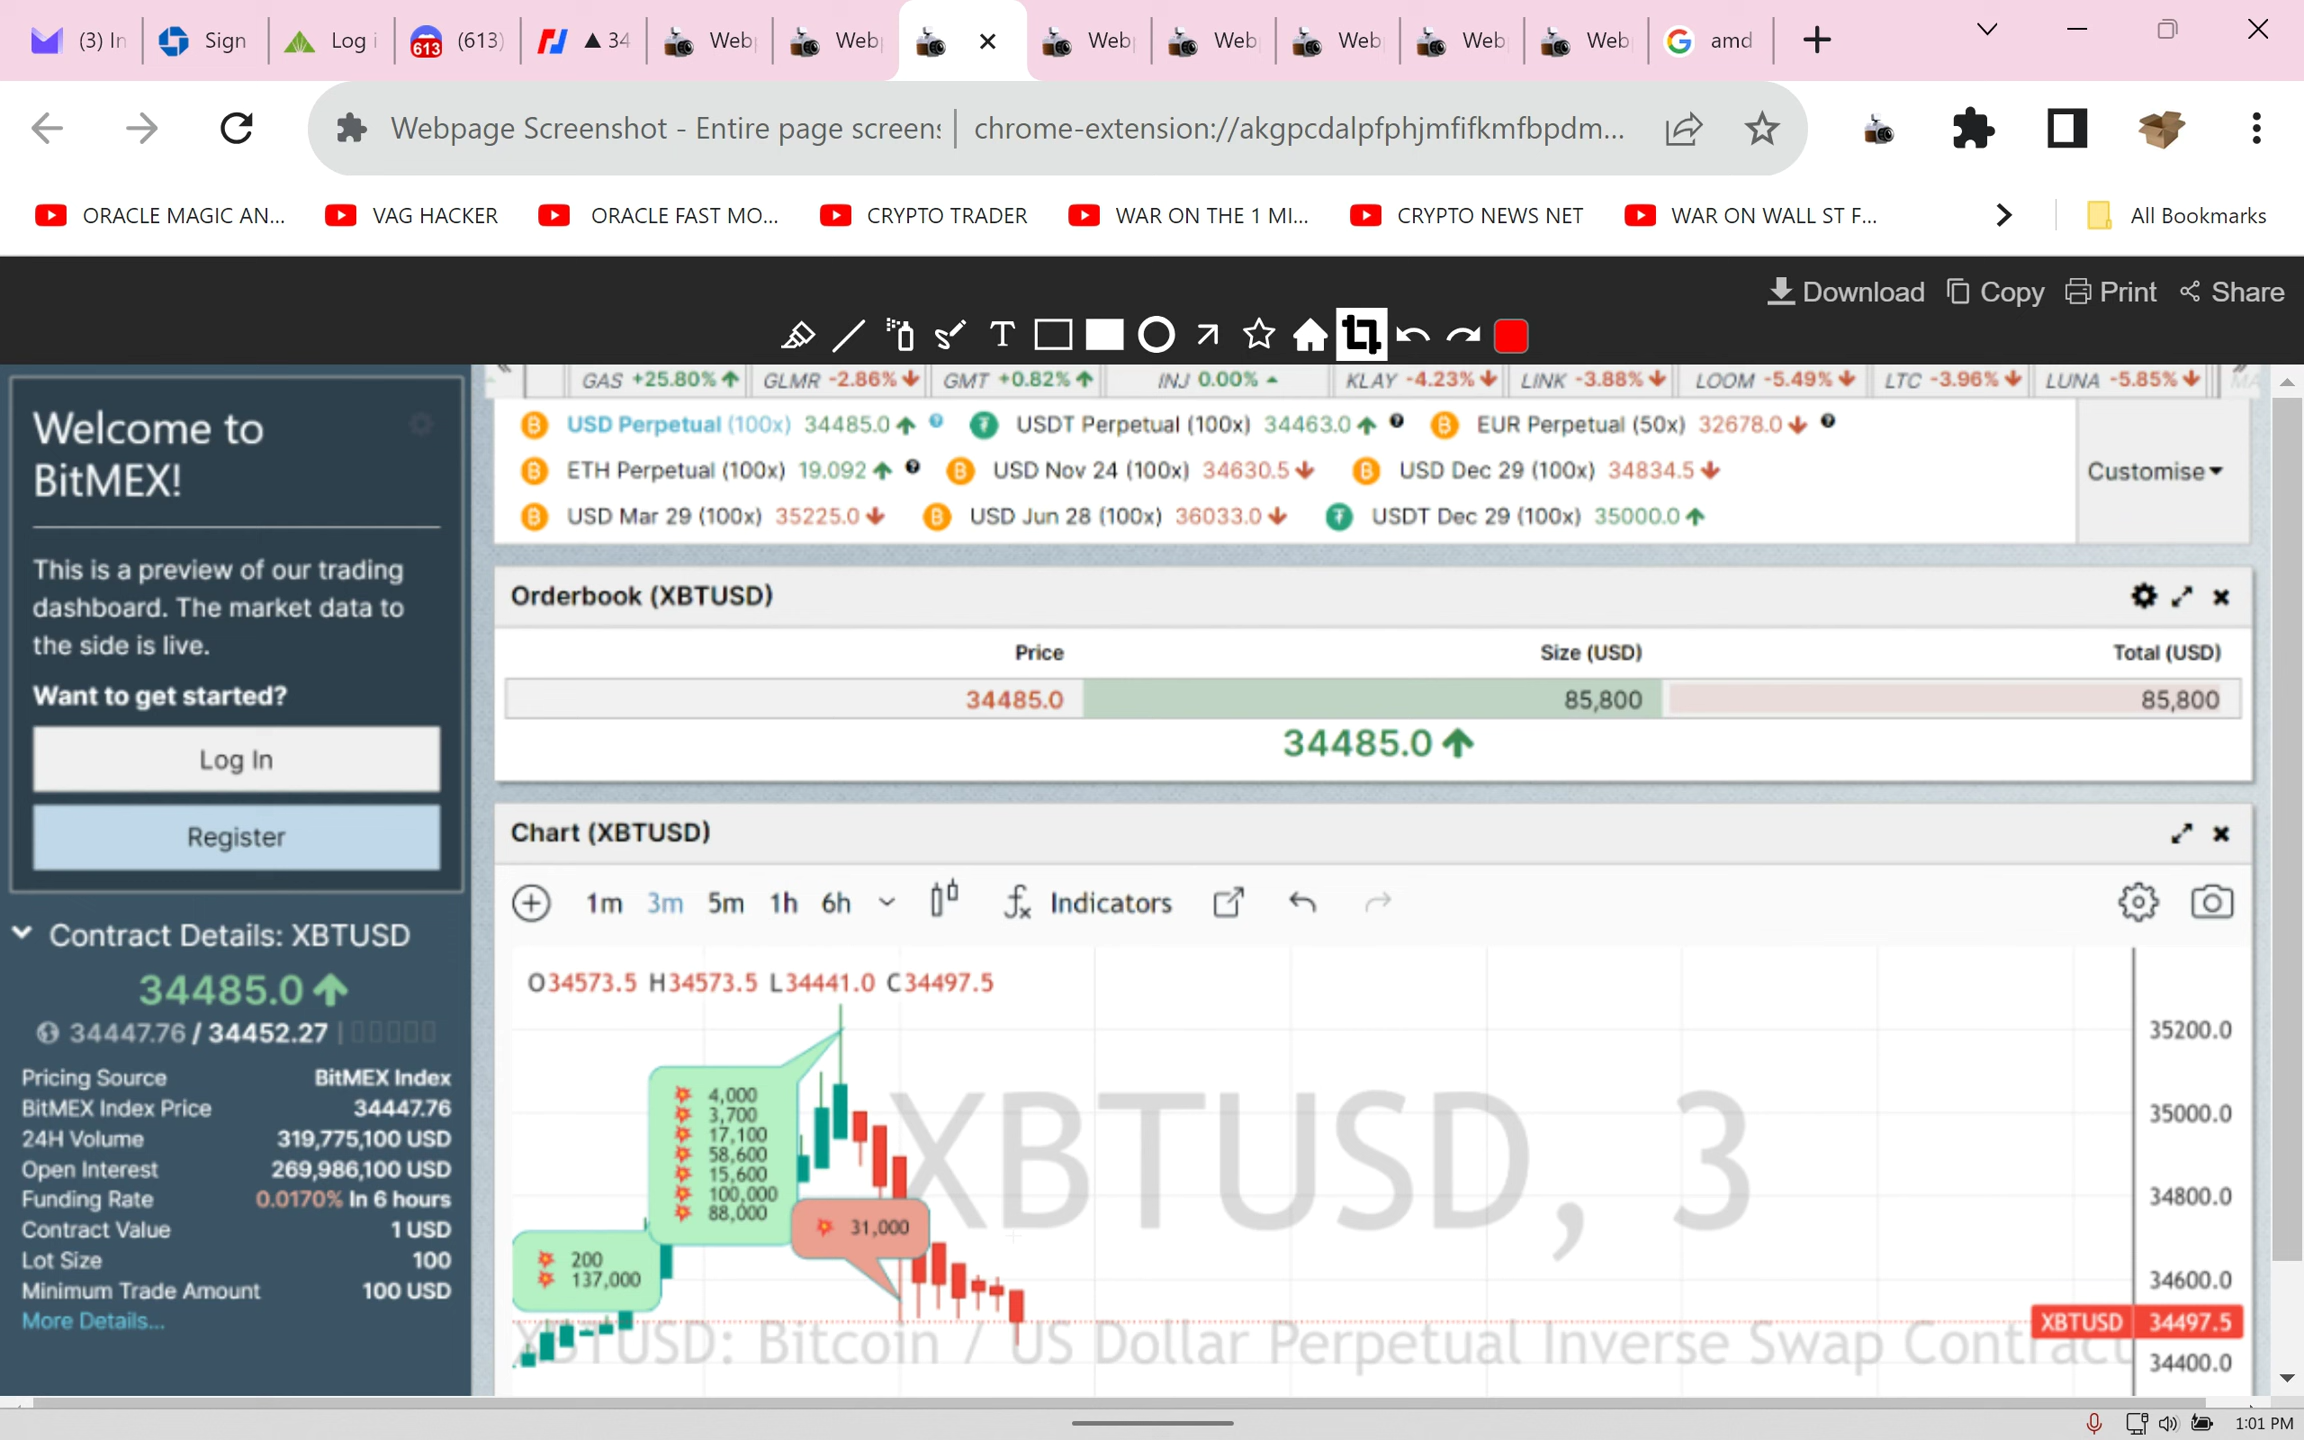 (3) In
Sign
Log i
613 (613)
▲ 34
Web
Web
Web
Web
Web
Web
Web
amd
Webpage Screenshot - Entire page screens | chrome-extension://akgpcdalpfphjmfifkmfbpdm...
ORACLE MAGIC AN...
VAG HACKER
ORACLE FAST MO...
CRYPTO TRADER
WAR ON THE 1 MI...
CRYPTO NEWS NET
WAR ON WALL ST F...
All Bookmarks
Download Copy Print Share
GAS +25.80% GLMR -2.86% GMT +0.82% INJ 0.00% KLAY -4.23% LINK -3.88% LOOM -5.49% LTC -3.96% LUNA -5.85%
USD Perpetual (100x) 34485.0 USDT Perpetual (100x) 34463.0 EUR Perpetual (50x) 32678.0
ETH Perpetual (100x) 19.092 USD Nov 24 (100x) 34630.5 USD Dec 29 (100x) 34834.5
USD Mar 29 (100x) 35225.0 USD Jun 28 (100x) 36033.0 USDT Dec 29 (100x) 35000.0
Customise
Welcome to
BitMEX!
This is a preview of our trading
dashboard. The market data to
the side is live.
Want to get started?
Log In
Register
Contract Details: XBTUSD
34485.0
34447.76 / 34452.27
Pricing Source BitMEX Index
BitMEX Index Price 34447.76
24H Volume 319,775,100 USD
Open Interest 269,986,100 USD
Funding Rate 0.0170% In 6 hours
Contract Value 1 USD
Lot Size 100
Minimum Trade Amount 100 USD
More Details...
Orderbook (XBTUSD)
Price Size (USD) Total (USD)
34485.0 85,800 85,800
34485.0
Chart (XBTUSD)
1m 3m 5m 1h 6h fx Indicators
O34573.5 H34573.5 L34441.0 C34497.5
XBTUSD, 3
XBTUSD: Bitcoin / US Dollar Perpetual Inverse Swap Contract
4,000
3,700
17,100
58,600
15,600
100,000
88,000
31,000
200
137,000
35200.0
35000.0
34800.0
34600.0
XBTUSD 34497.5
34400.0
1:01 PM